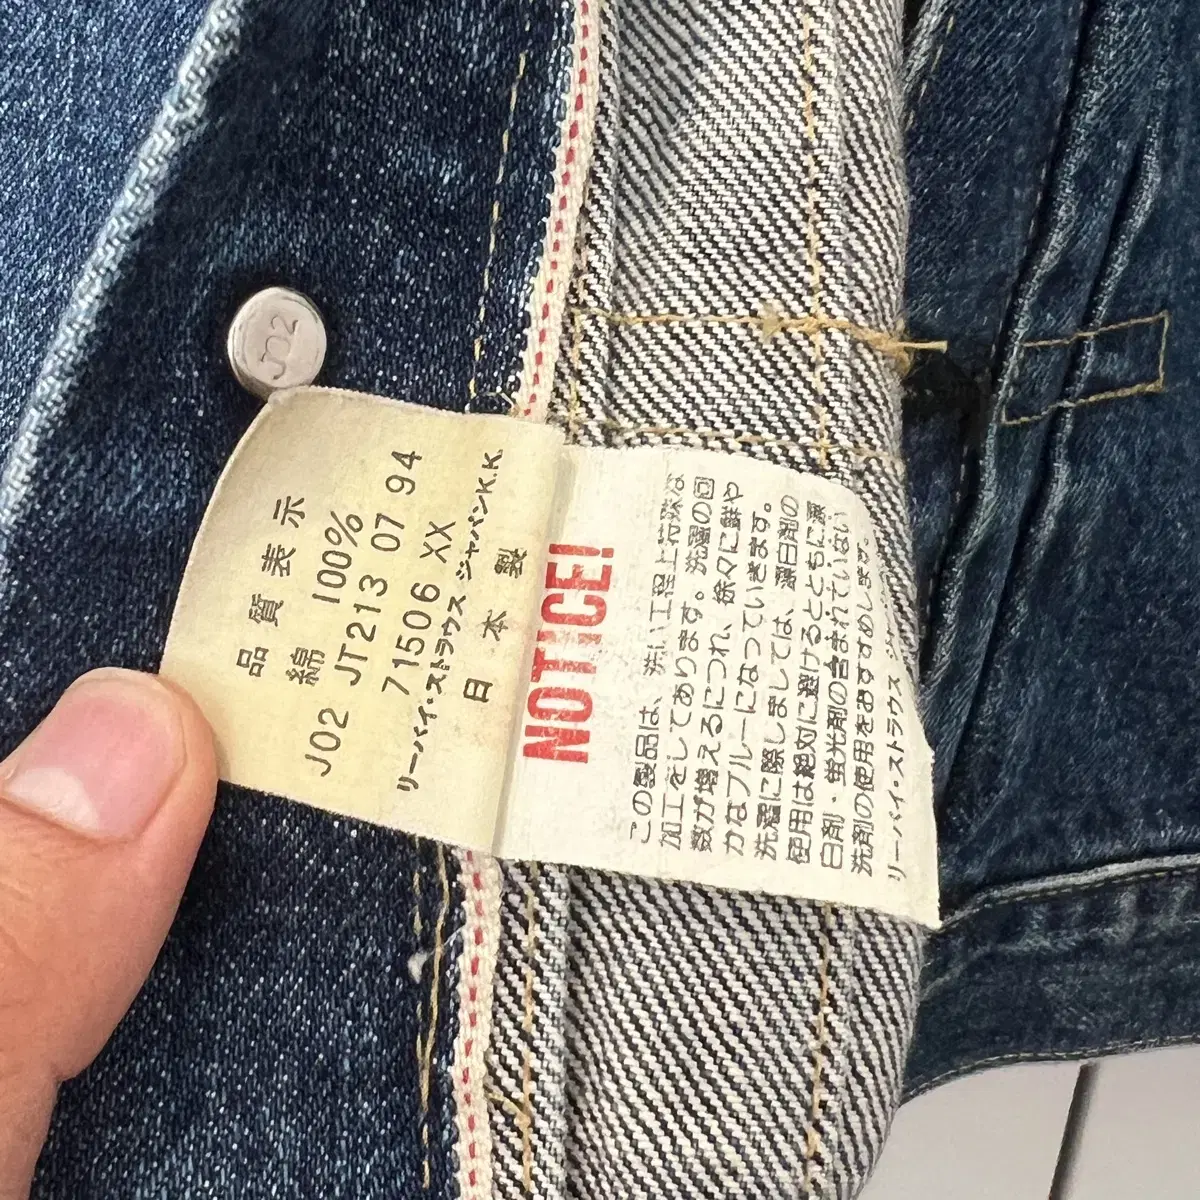 J02
品質表示
綿 100%
J02 JT213 07 94
71506 XX
リーバイ・ストラウス ジャパンK.K.
日本製
NOTICE!
この製品は、洗い工程上特殊な
加工をしてあります。洗濯の回
数が増えるにつれ、徐々に鮮や
かなブルーになっていきます。
洗濯に際しましては、漂白剤の
使用は絶対に避けるとともに漂
白剤・蛍光剤の含まれていない
洗剤の使用をおすすめします。
リーバイ・ストラウス